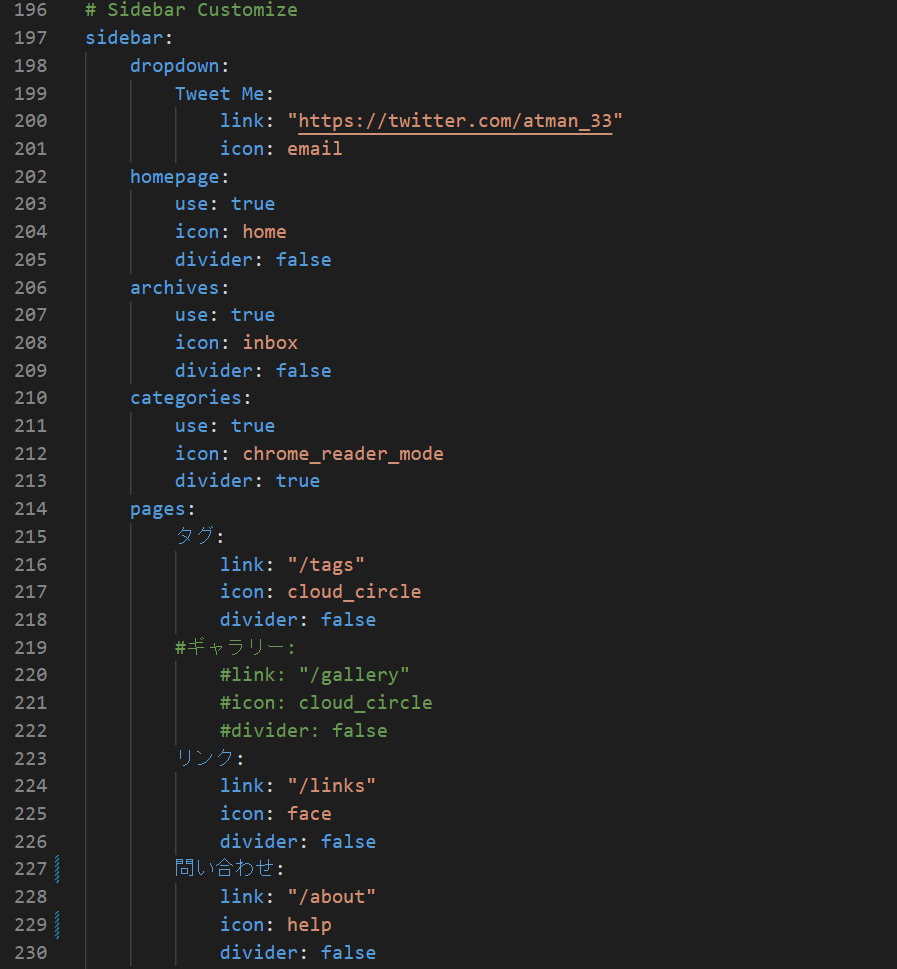 196 # Sidebar Customize
197 sidebar:
198 dropdown:
199 Tweet Me:
200 link: "https://twitter.com/atman_33"
201 icon: email
202 homepage:
203 use: true
204 icon: home
205 divider: false
206 archives:
207 use: true
208 icon: inbox
209 divider: false
210 categories:
211 use: true
212 icon: chrome_reader_mode
213 divider: true
214 pages:
215 タグ:
216 link: "/tags"
217 icon: cloud_circle
218 divider: false
219 #ギャラリー:
220 #link: "/gallery"
221 #icon: cloud_circle
222 #divider: false
223 リンク:
224 link: "/links"
225 icon: face
226 divider: false
227 問い合わせ:
228 link: "/about"
229 icon: help
230 divider: false